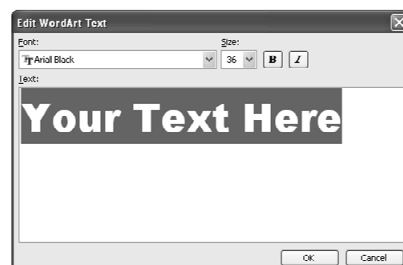 Edit WordArt Text
Font: Size:
Arial Black 36 B I
Text:
Your Text Here
OK Cancel